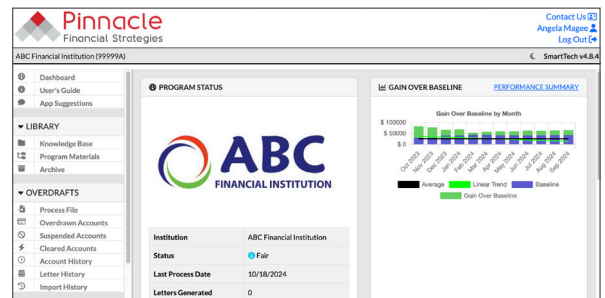 Pinnacle
Financial Strategies
Contact Us
Angela Magee
Log Out
ABC Financial Institution (99999A)
SmartTech v4.8.4
Dashboard
User's Guide
App Suggestions
LIBRARY
Knowledge Base
Program Materials
Archive
OVERDRAFTS
Process File
Overdrawn Accounts
Suspended Accounts
Cleared Accounts
Account History
Letter History
Import History
PROGRAM STATUS
ABC
FINANCIAL INSTITUTION
Institution ABC Financial Institution
Status Fair
Last Process Date 10/18/2024
Letters Generated 0
GAIN OVER BASELINE PERFORMANCE SUMMARY
Gain Over Baseline by Month
$ 100000
$ 50000
$ 0
Oct 2023 Nov 2023 Dec 2023 Jan 2024 Feb 2024 Mar 2024 Apr 2024 May 2024 Jun 2024 Jul 2024 Aug 2024 Sep 2024
Average Linear Trend Baseline
Gain Over Baseline